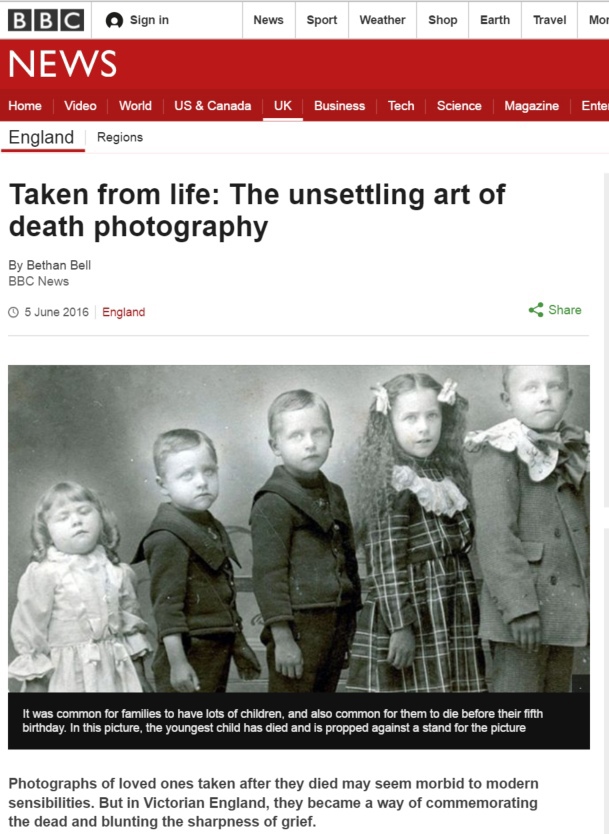 BBC Sign in News Sport Weather Shop Earth Travel
NEWS
Home Video World US & Canada UK Business Tech Science Magazine
England Regions
Taken from life: The unsettling art of
death photography
By Bethan Bell
BBC News
5 June 2016 England
Share
It was common for families to have lots of children, and also common for them to die before their fifth
birthday. In this picture, the youngest child has died and is propped against a stand for the picture
Photographs of loved ones taken after they died may seem morbid to modern
sensibilities. But in Victorian England, they became a way of commemorating
the dead and blunting the sharpness of grief.